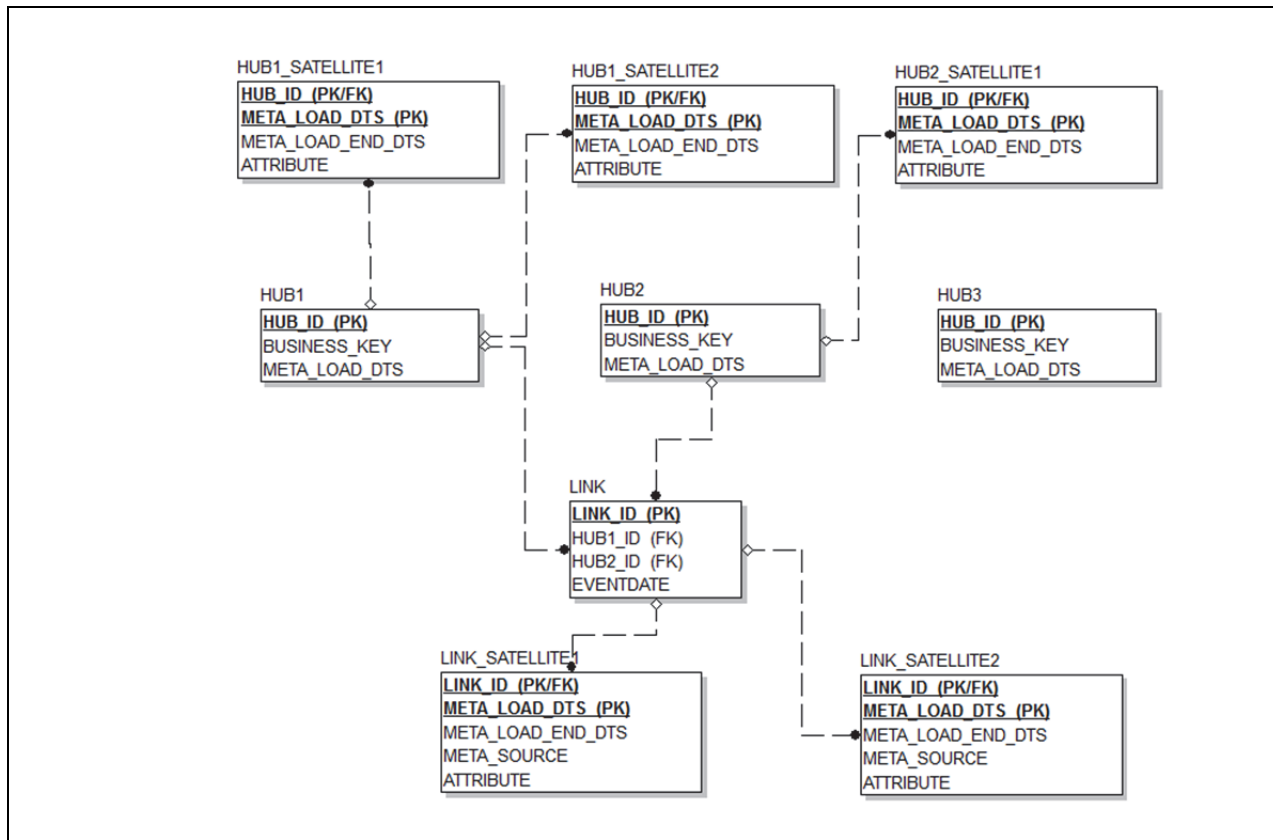 HUB1_SATELLITE1
HUB_ID (PK/FK)
META_LOAD_DTS (PK)
META_LOAD_END_DTS
ATTRIBUTE
HUB1_SATELLITE2
HUB_ID (PK/FK)
META_LOAD_DTS (PK)
META_LOAD_END_DTS
ATTRIBUTE
HUB2_SATELLITE1
HUB_ID (PK/FK)
META_LOAD_DTS (PK)
META_LOAD_END_DTS
ATTRIBUTE
HUB1
HUB_ID (PK)
BUSINESS_KEY
META_LOAD_DTS
HUB2
HUB_ID (PK)
BUSINESS_KEY
META_LOAD_DTS
HUB3
HUB_ID (PK)
BUSINESS_KEY
META_LOAD_DTS
LINK
LINK_ID (PK)
HUB1_ID (FK)
HUB2_ID (FK)
EVENTDATE
LINK_SATELLITE1
LINK_ID (PK/FK)
META_LOAD_DTS (PK)
META_LOAD_END_DTS
META_SOURCE
ATTRIBUTE
LINK_SATELLITE2
LINK_ID (PK/FK)
META_LOAD_DTS (PK)
META_LOAD_END_DTS
META_SOURCE
ATTRIBUTE